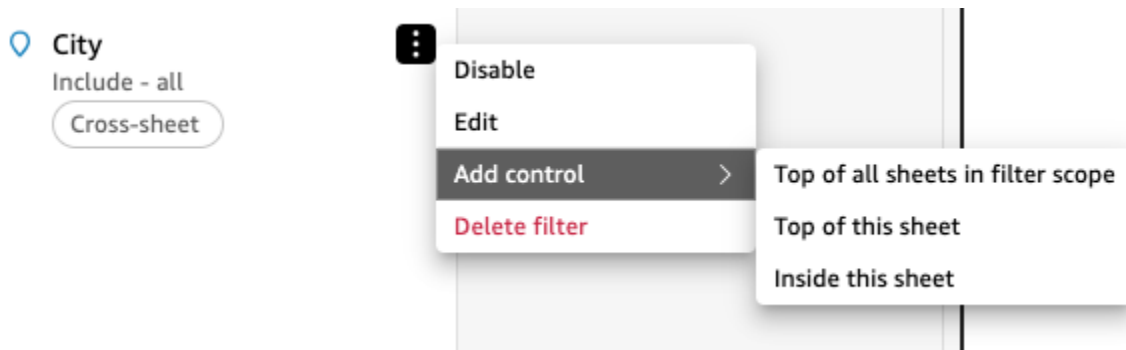 City
Include - all
Cross-sheet
Disable
Edit
Add control
Delete filter
Top of all sheets in filter scope
Top of this sheet
Inside this sheet